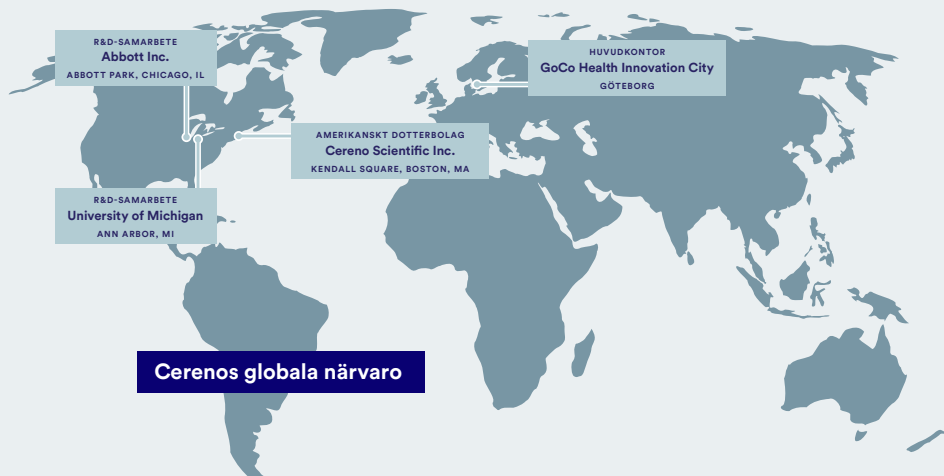 R&D-SAMARBETE
Abbott Inc.
ABBOTT PARK, CHICAGO, IL
HUVUDKONTOR
GoCo Health Innovation City
GÖTEBORG
AMERIKANSKT DOTTERBOLAG
Cereno Scientific Inc.
KENDALL SQUARE, BOSTON, MA
R&D-SAMARBETE
University of Michigan
ANN ARBOR, MI
Cerenos globala närvaro